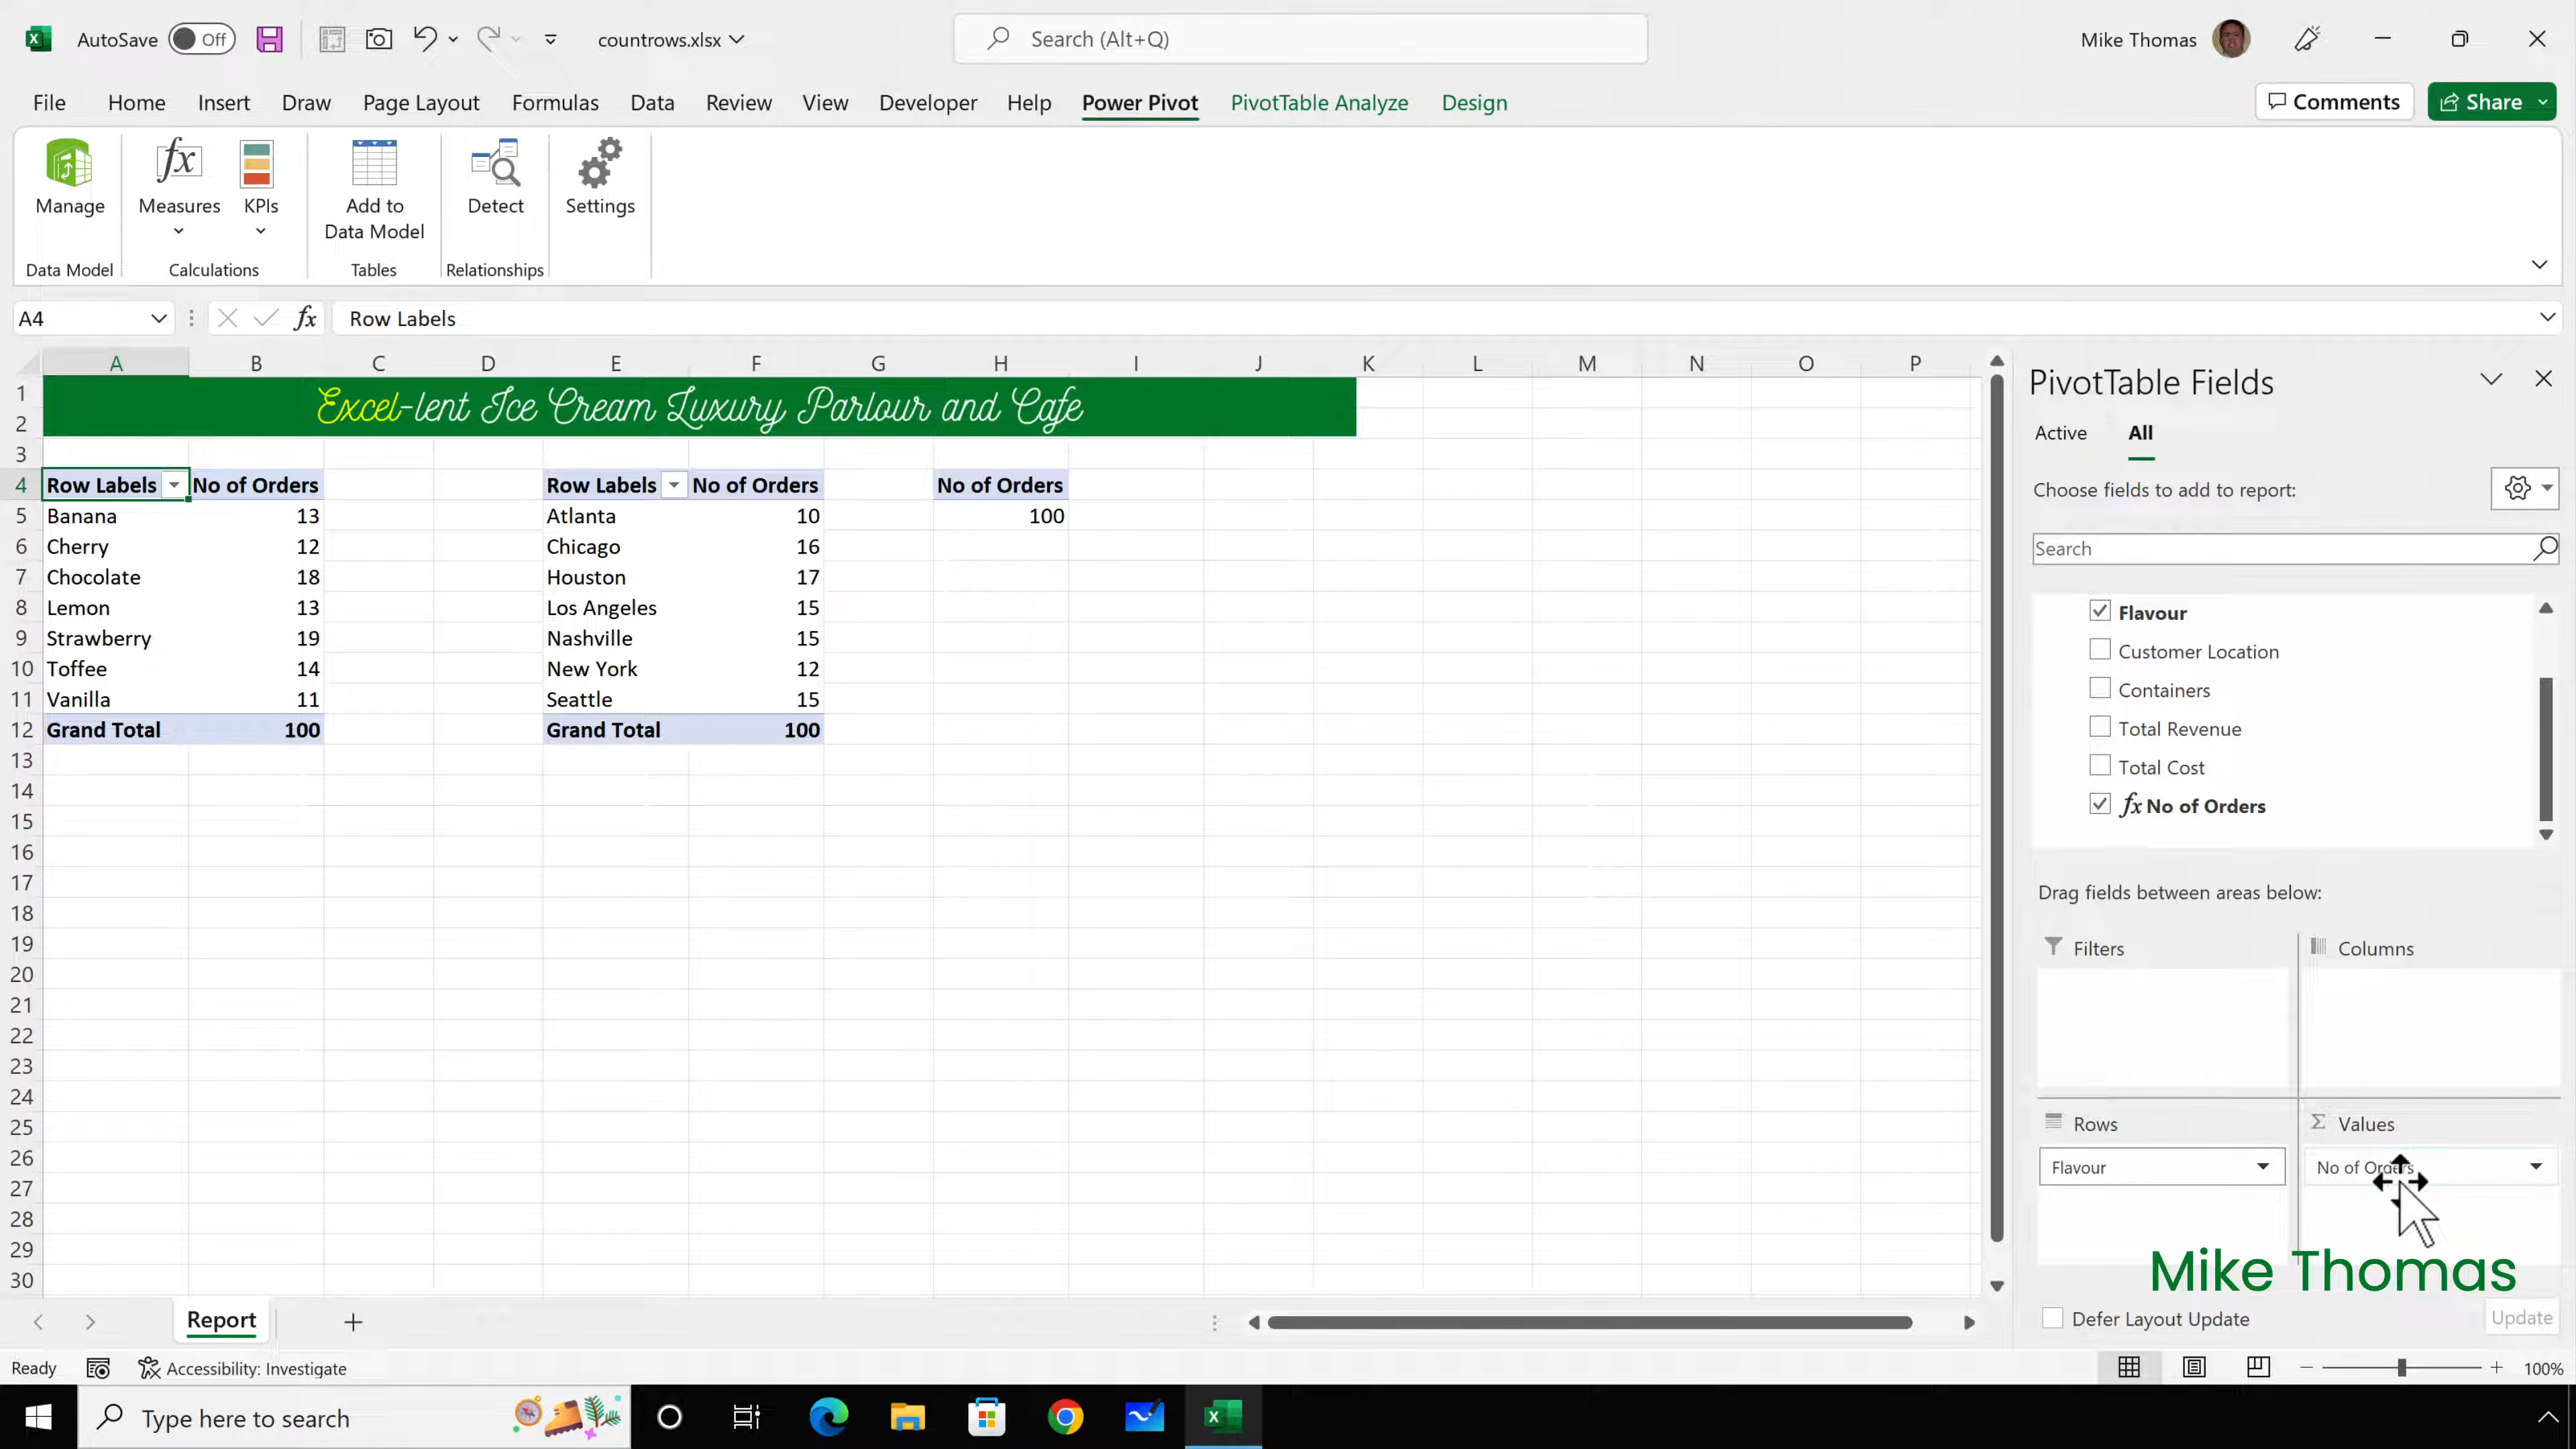 AutoSave Off countrows.xlsx Search (Alt+Q) Mike Thomas
File Home Insert Draw Page Layout Formulas Data Review View Developer Help Power Pivot PivotTable Analyze Design Comments Share
Manage Measures KPIs Add to Data Model Detect Settings
Data Model Calculations Tables Relationships
A4 fx Row Labels
A B C D E F G H I J K L M N O P
1 Excel-lent Ice Cream Luxury Parlour and Cafe
2
3
4 Row Labels No of Orders Row Labels No of Orders No of Orders
5 Banana 13 Atlanta 10 100
6 Cherry 12 Chicago 16
7 Chocolate 18 Houston 17
8 Lemon 13 Los Angeles 15
9 Strawberry 19 Nashville 15
10 Toffee 14 New York 12
11 Vanilla 11 Seattle 15
12 Grand Total 100 Grand Total 100
13
14
15
16
17
18
19
20
21
22
23
24
25
26
27
28
29
30
PivotTable Fields
Active All
Choose fields to add to report:
Search
Flavour
Customer Location
Containers
Total Revenue
Total Cost
fx No of Orders
Drag fields between areas below:
Filters Columns
Rows Values
Flavour No of Orders
Mike Thomas
Defer Layout Update Update
Report
Ready Accessibility: Investigate 100%
Type here to search